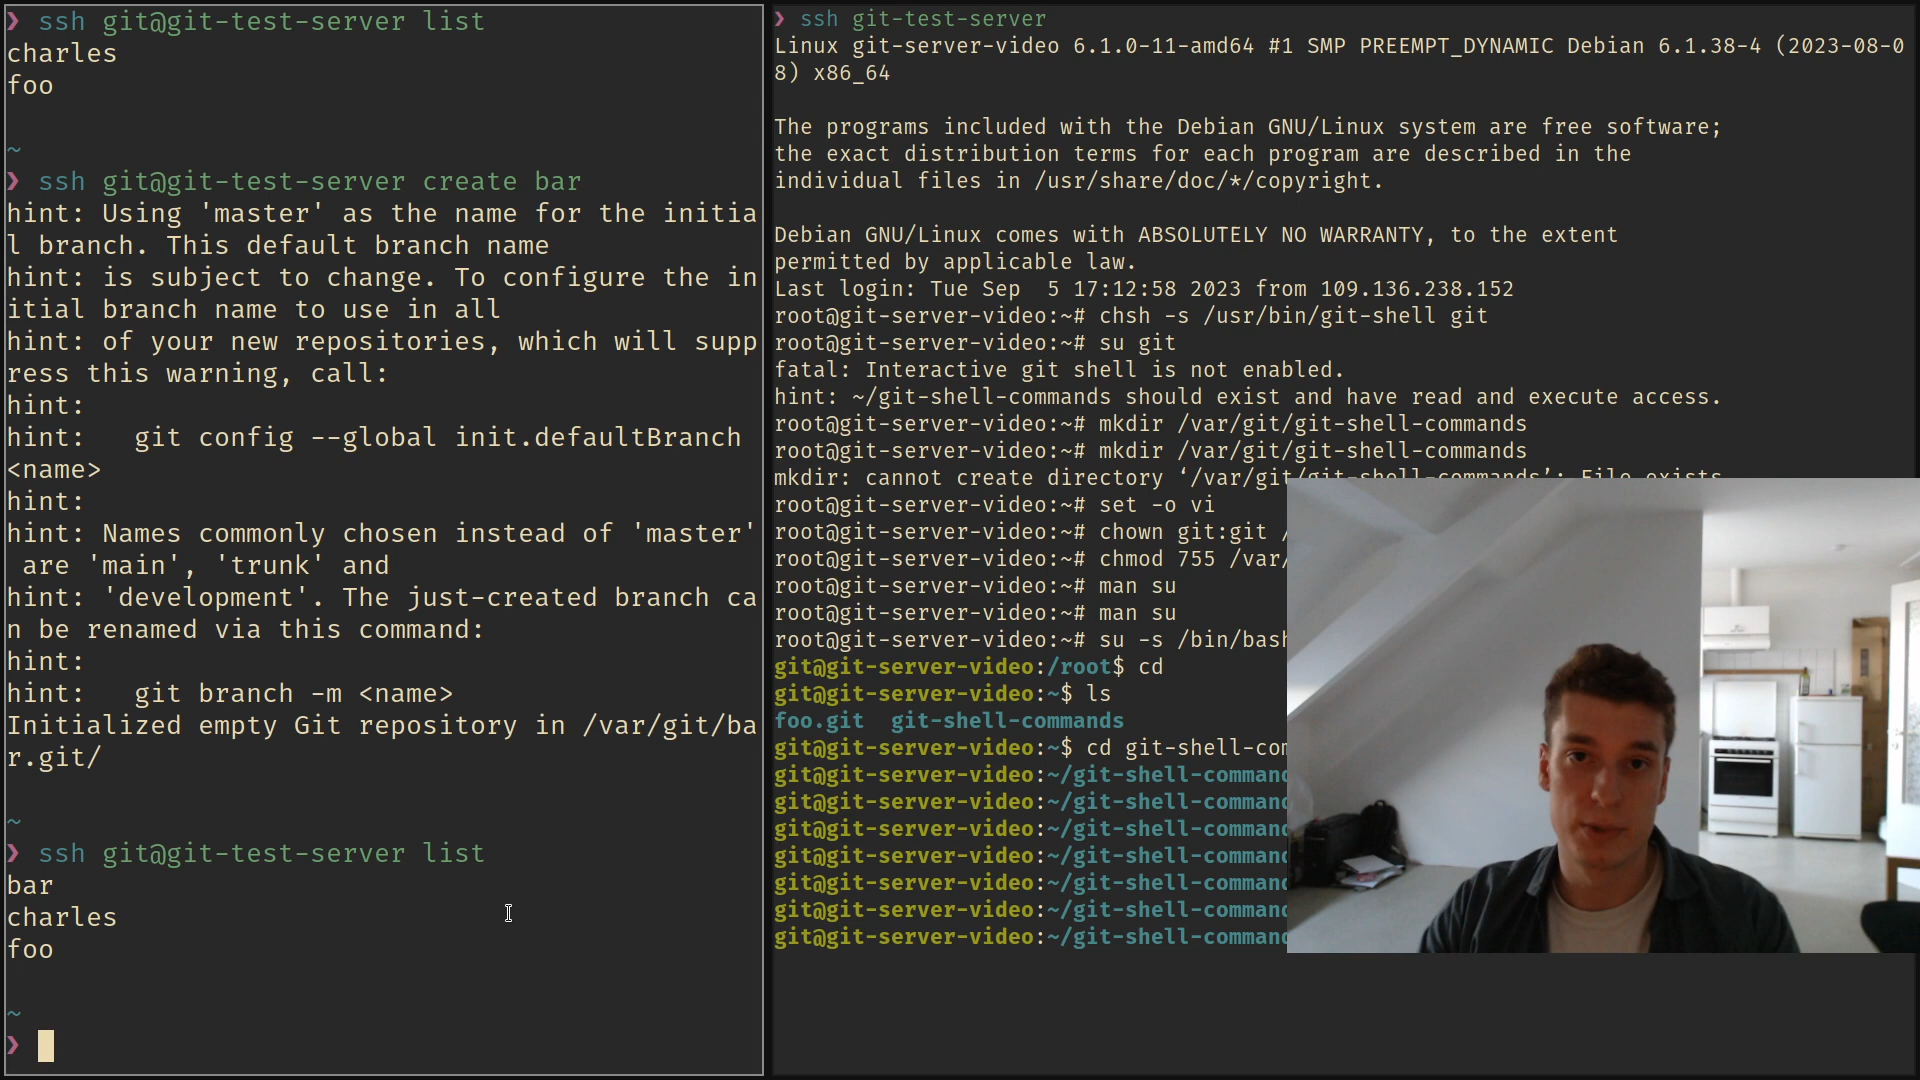 ❯ ssh git@git-test-server list
charles
foo
~
❯ ssh git@git-test-server create bar
hint: Using 'master' as the name for the initia
l branch. This default branch name
hint: is subject to change. To configure the in
itial branch name to use in all
hint: of your new repositories, which will supp
ress this warning, call:
hint:
hint:   git config --global init.defaultBranch
<name>
hint:
hint: Names commonly chosen instead of 'master'
 are 'main', 'trunk' and
hint: 'development'. The just-created branch ca
n be renamed via this command:
hint:
hint:   git branch -m <name>
Initialized empty Git repository in /var/git/ba
r.git/
~
❯ ssh git@git-test-server list
bar
charles
foo
~
❯
❯ ssh git-test-server
Linux git-server-video 6.1.0-11-amd64 #1 SMP PREEMPT_DYNAMIC Debian 6.1.38-4 (2023-08-0
8) x86_64
The programs included with the Debian GNU/Linux system are free software;
the exact distribution terms for each program are described in the
individual files in /usr/share/doc/*/copyright.
Debian GNU/Linux comes with ABSOLUTELY NO WARRANTY, to the extent
permitted by applicable law.
Last login: Tue Sep  5 17:12:58 2023 from 109.136.238.152
root@git-server-video:~# chsh -s /usr/bin/git-shell git
root@git-server-video:~# su git
fatal: Interactive git shell is not enabled.
hint: ~/git-shell-commands should exist and have read and execute access.
root@git-server-video:~# mkdir /var/git/git-shell-commands
root@git-server-video:~# mkdir /var/git/git-shell-commands
mkdir: cannot create directory ‘/var/git/git-shell-commands’: File exists
root@git-server-video:~# set -o vi
root@git-server-video:~# chown git:git /
root@git-server-video:~# chmod 755 /var/
root@git-server-video:~# man su
root@git-server-video:~# man su
root@git-server-video:~# su -s /bin/bash
git@git-server-video:/root$ cd
git@git-server-video:~$ ls
foo.git  git-shell-commands
git@git-server-video:~$ cd git-shell-com
git@git-server-video:~/git-shell-command
git@git-server-video:~/git-shell-command
git@git-server-video:~/git-shell-command
git@git-server-video:~/git-shell-command
git@git-server-video:~/git-shell-command
git@git-server-video:~/git-shell-command
git@git-server-video:~/git-shell-command